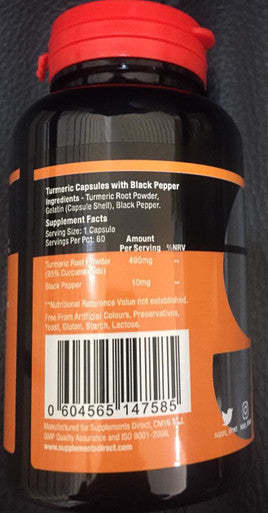 Turmeric Capsules with Black Pepper
Ingredients - Turmeric Root Powder,
Gelatin (Capsule Shell), Black Pepper.
Supplement Facts
Serving Size: 1 Capsula
Servings Per Pot: 60
Amount
Per Serving %NRV
Turmeric Root Powder 490mg --
(95% Curcuminoids)
Black Pepper 10mg --
**Nutritional Reference Value not established.
Free From Artificial Colours, Preservatives,
Yeast, Gluten, Starch, Lactose.
0 604565 147585
Manufactured for Supplements Direct, CM19
GMP Quality Assurance and ISO 9001-2008.
www.supplementsdirect.com